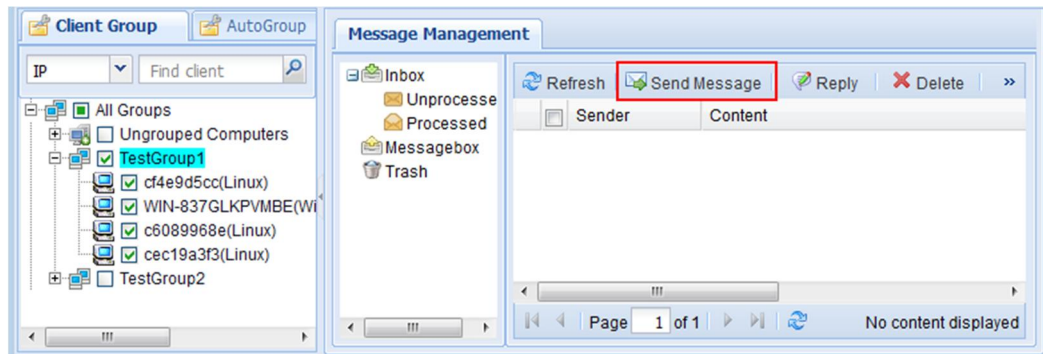 Client Group
AutoGroup
IP
Find client
All Groups
Ungrouped Computers
TestGroup1
cf4e9d5cc(Linux)
WIN-837GLKPVMBE(Wi
c6089968e(Linux)
cec19a3f3(Linux)
TestGroup2
Message Management
Inbox
Unprocesse
Processed
Messagebox
Trash
Refresh Send Message Reply Delete »
Sender Content
Page 1 of 1 No content displayed